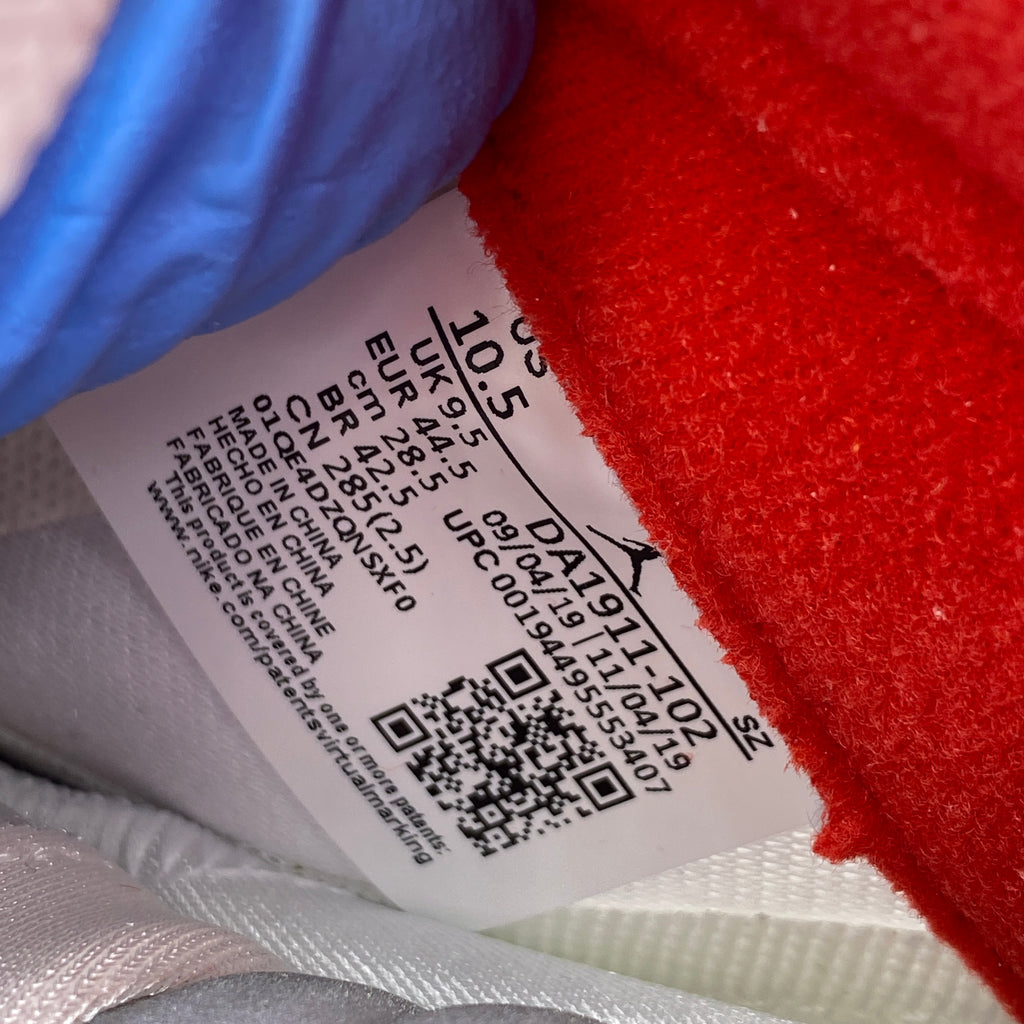 US
10.5
UK 9.5
EUR 44.5
cm 28.5
BR 42.5
CN 285(2.5)
01QE4DZQNSXF0
MADE IN CHINA
HECHO EN CHINA
FABRIQUE EN CHINE
FABRICADO NA CHINA
This product is covered by one or more patents:
www.nike.com/patentsvirtualmarking
SZ
DA1911-102
09/04/19 | 11/04/19
UPC 00194495553407